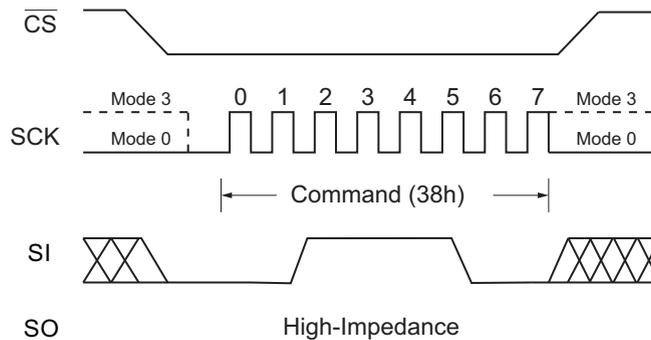 CS
Mode 3 0 1 2 3 4 5 6 7 Mode 3
SCK Mode 0 Mode 0
Command (38h)
SI
SO High-Impedance